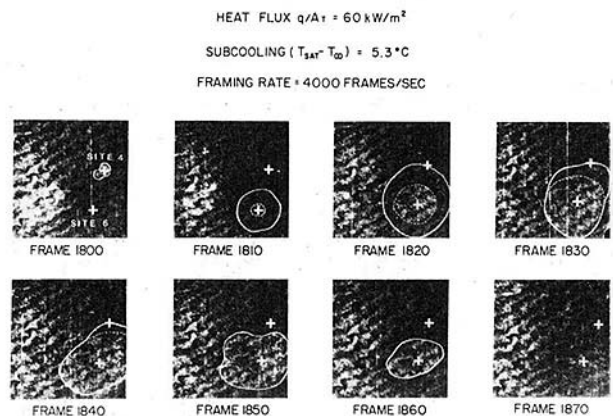 HEAT FLUX q/Aт = 60 kW/m²
SUBCOOLING (T_SAT - T_∞) = 5.3 °C
FRAMING RATE = 4000 FRAMES/SEC
SITE 4
SITE 6
FRAME 1800
FRAME 1810
FRAME 1820
FRAME 1830
FRAME 1840
FRAME 1850
FRAME 1860
FRAME 1870